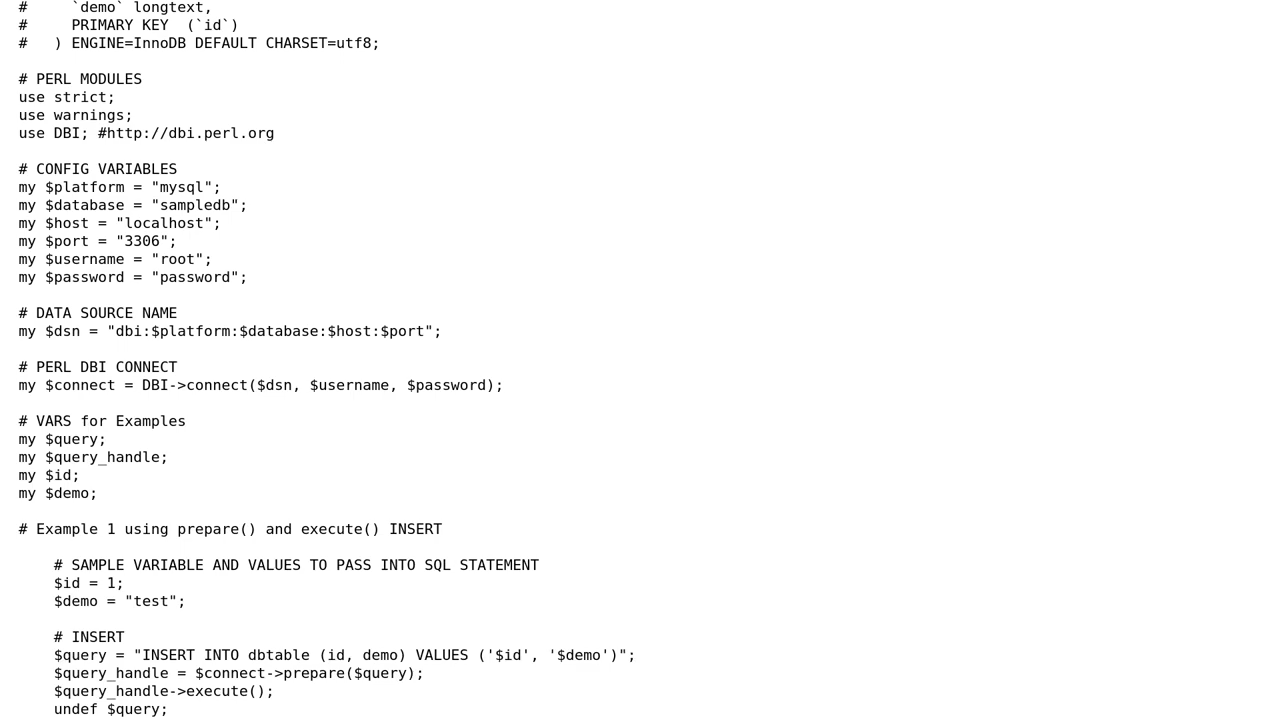 #     `demo` longtext,
#     PRIMARY KEY  (`id`)
#   ) ENGINE=InnoDB DEFAULT CHARSET=utf8;

# PERL MODULES
use strict;
use warnings;
use DBI; #http://dbi.perl.org

# CONFIG VARIABLES
my $platform = "mysql";
my $database = "sampledb";
my $host = "localhost";
my $port = "3306";
my $username = "root";
my $password = "password";

# DATA SOURCE NAME
my $dsn = "dbi:$platform:$database:$host:$port";

# PERL DBI CONNECT
my $connect = DBI->connect($dsn, $username, $password);

# VARS for Examples
my $query;
my $query_handle;
my $id;
my $demo;

# Example 1 using prepare() and execute() INSERT

    # SAMPLE VARIABLE AND VALUES TO PASS INTO SQL STATEMENT
    $id = 1;
    $demo = "test";

    # INSERT
    $query = "INSERT INTO dbtable (id, demo) VALUES ('$id', '$demo')";
    $query_handle = $connect->prepare($query);
    $query_handle->execute();
    undef $query;